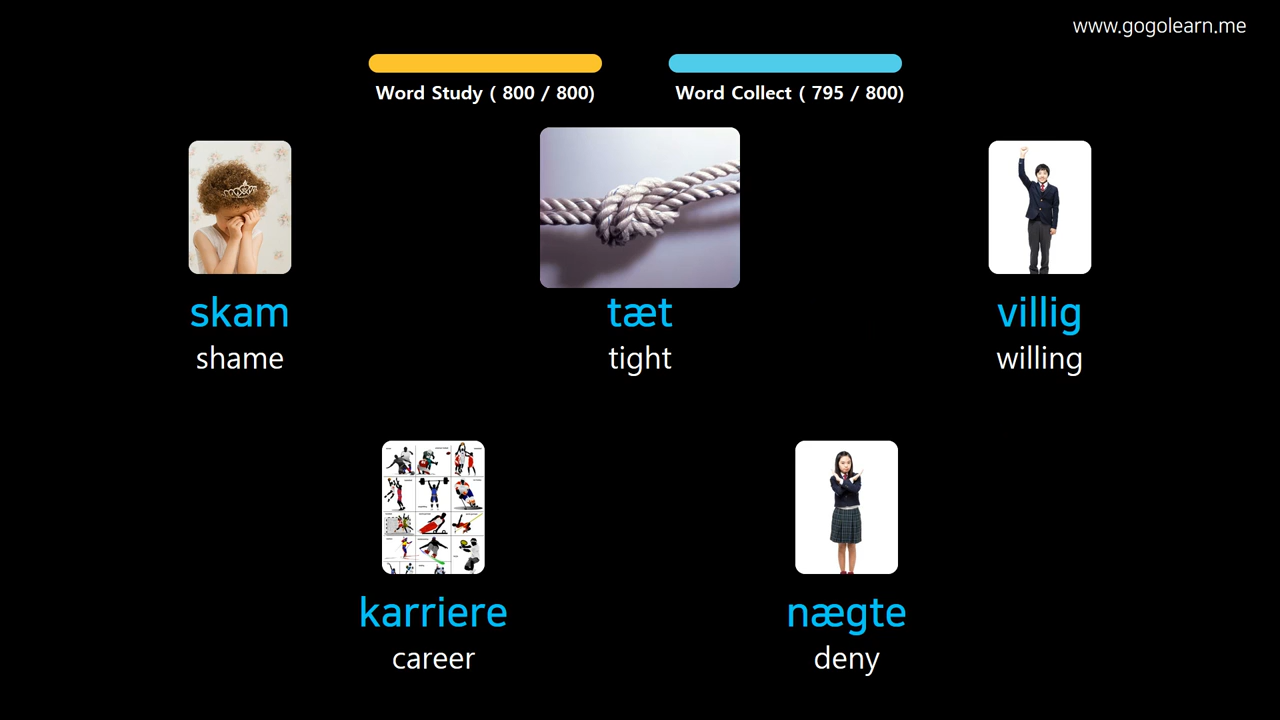 www.gogolearn.me
Word Study ( 800 / 800)
Word Collect ( 795 / 800)
skam
shame
tæt
tight
villig
willing
karriere
career
nægte
deny